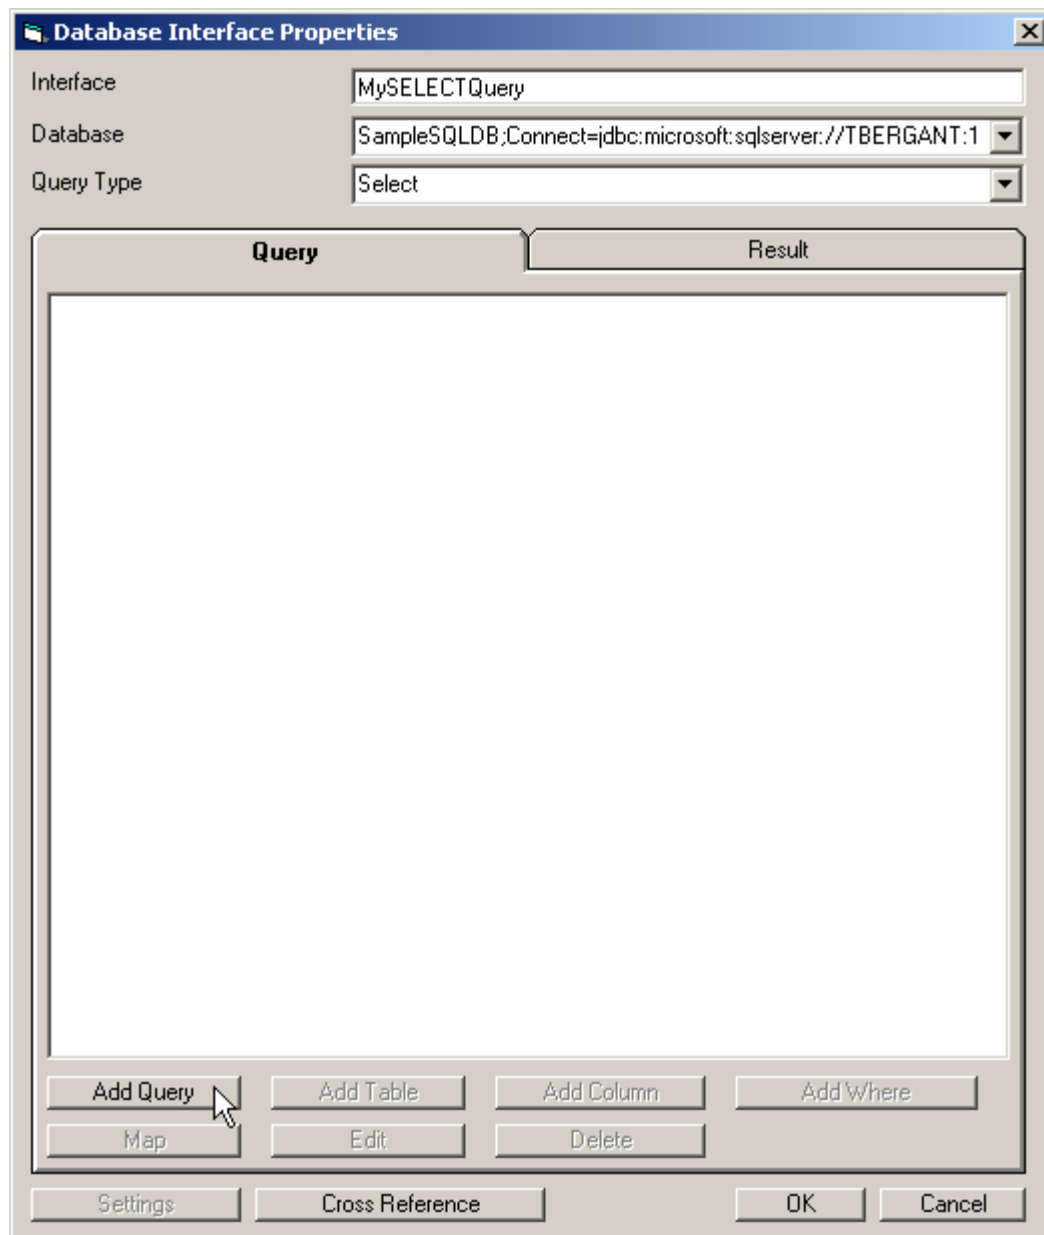 Database Interface Properties
Interface MySELECTQuery
Database SampleSQLDB;Connect=jdbc:microsoft:sqlserver://TBERGANT:1
Query Type Select
Query Result
Add Query Add Table Add Column Add Where
Map Edit Delete
Settings Cross Reference OK Cancel